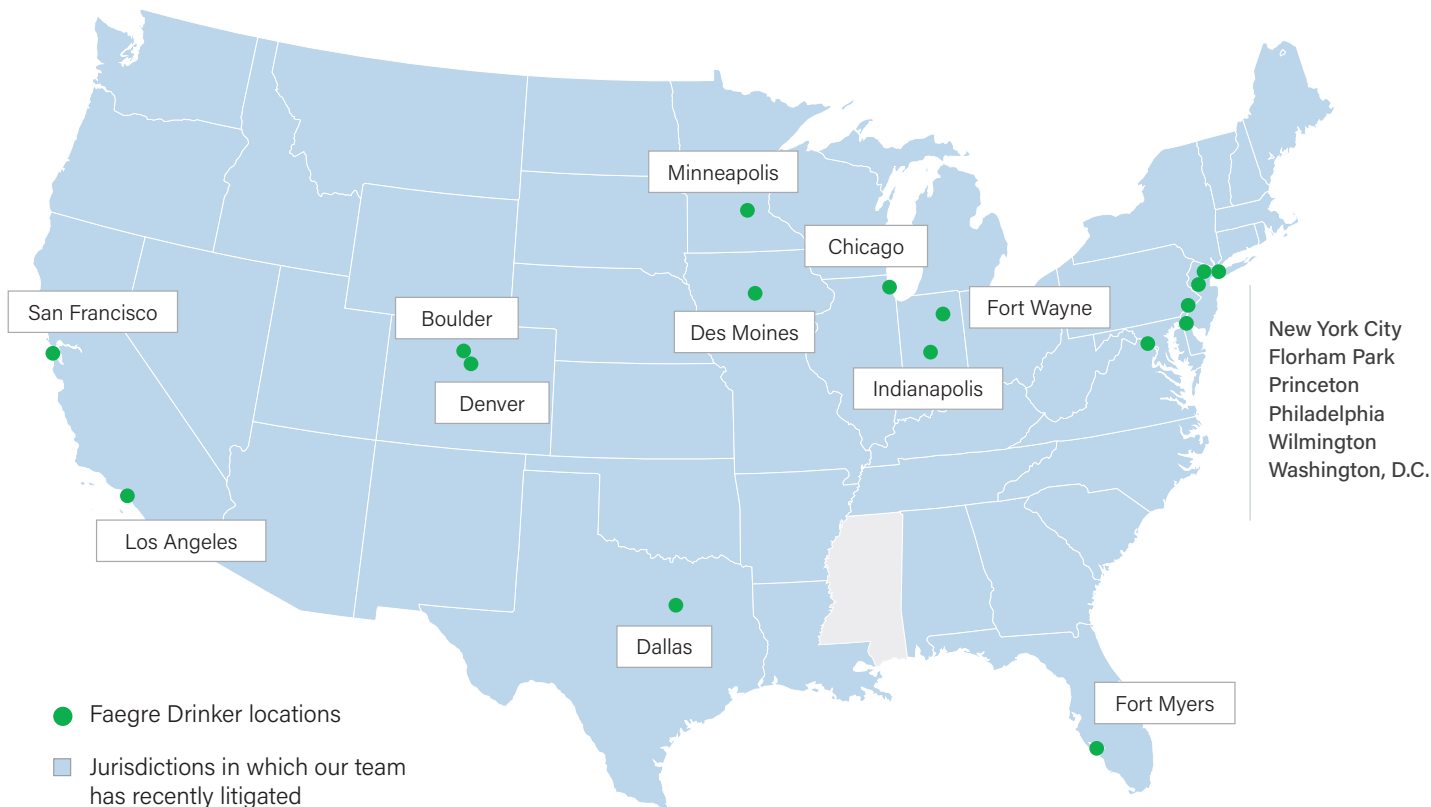 Minneapolis
Chicago
San Francisco
Boulder
Des Moines
Fort Wayne
Denver
Indianapolis
New York City
Florham Park
Princeton
Philadelphia
Wilmington
Washington, D.C.
Los Angeles
Dallas
Fort Myers
Faegre Drinker locations
Jurisdictions in which our team
has recently litigated